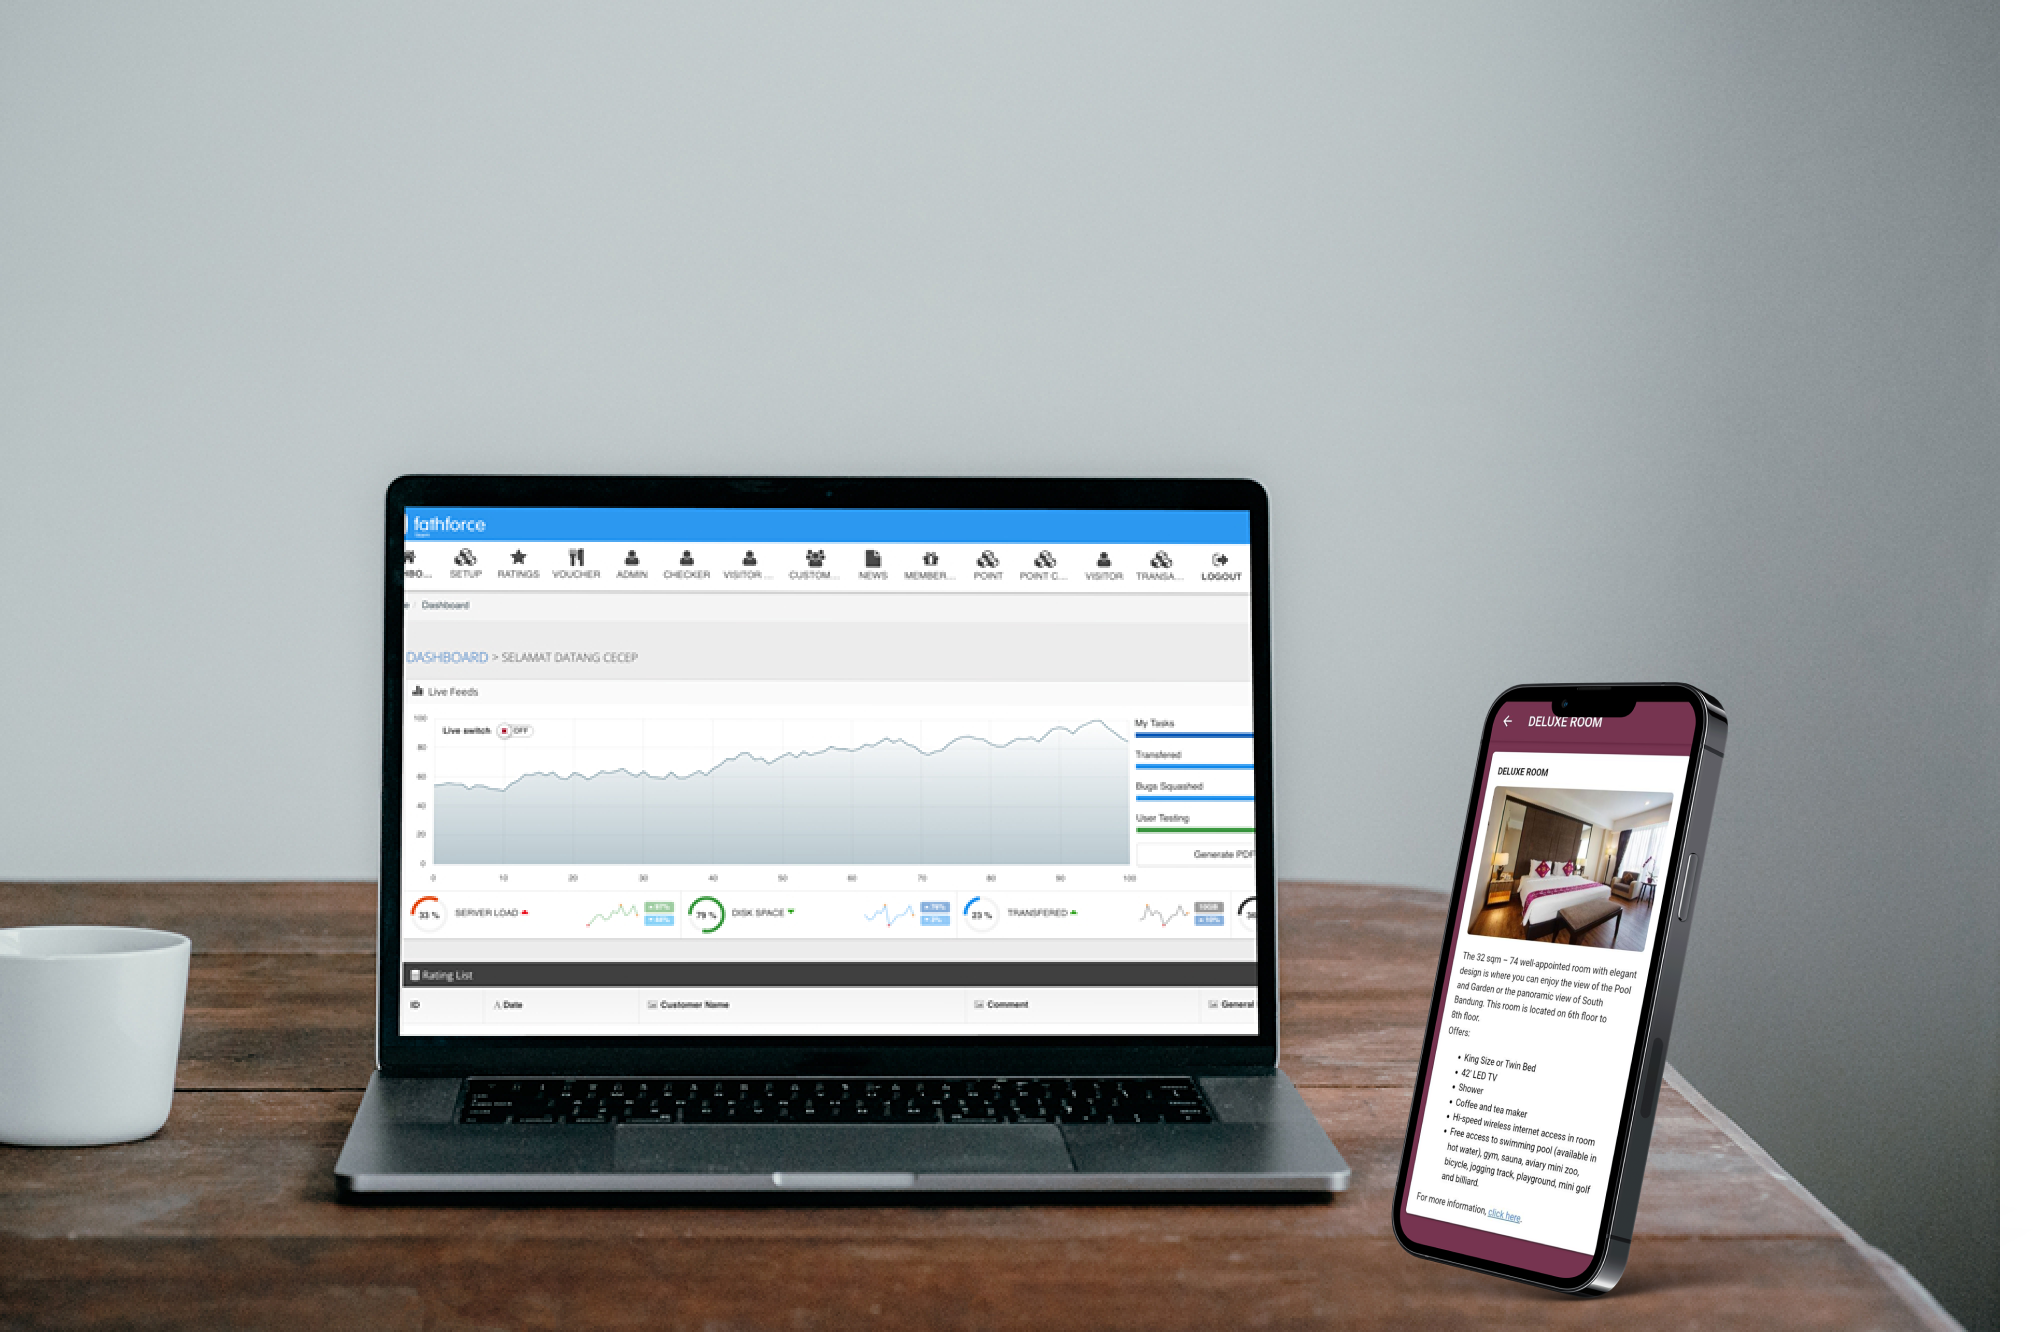 fathforce
SETUP RATINGS VOUCHER ADMIN CHECKER VISITOR ... CUSTOM... NEWS MEMBER... POINT POINT C... VISITOR TRANSA... LOGOUT
e / Dashboard
DASHBOARD > SELAMAT DATANG CECEP
Live Feeds
Live switch OFF
100
80
60
40
20
0
0 10 20 30 40 50 60 70 80 90 100
My Tasks
Transfered
Bugs Squashed
User Testing
Generate PDF
33 % SERVER LOAD
79 % DISK SPACE
23 % TRANSFERED
Rating List
ID Date Customer Name Comment General
DELUXE ROOM
DELUXE ROOM
The 32 sqm – 74 well-appointed room with elegant
design is where you can enjoy the view of the Pool
and Garden or the panoramic view of South
Bandung. This room is located on 6th floor to
8th floor.
Offers:
• King Size or Twin Bed
• 42' LED TV
• Shower
• Coffee and tea maker
• Hi-speed wireless internet access in room
• Free access to swimming pool (available in
hot water), gym, sauna, aviary mini zoo,
bicycle, jogging track, playground, mini golf
and billiard.
For more information, click here.